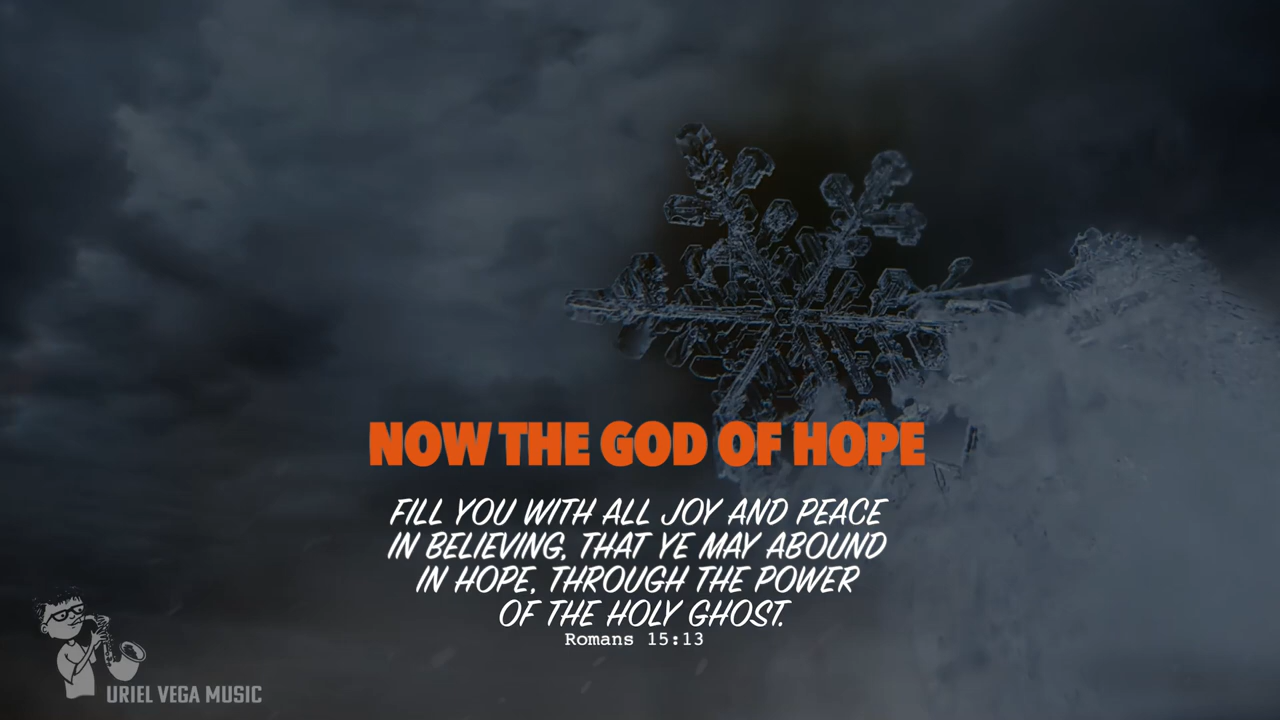 NOW THE GOD OF HOPE
FILL YOU WITH ALL JOY AND PEACE
IN BELIEVING, THAT YE MAY ABOUND
IN HOPE, THROUGH THE POWER
OF THE HOLY GHOST.
Romans 15:13
URIEL VEGA MUSIC